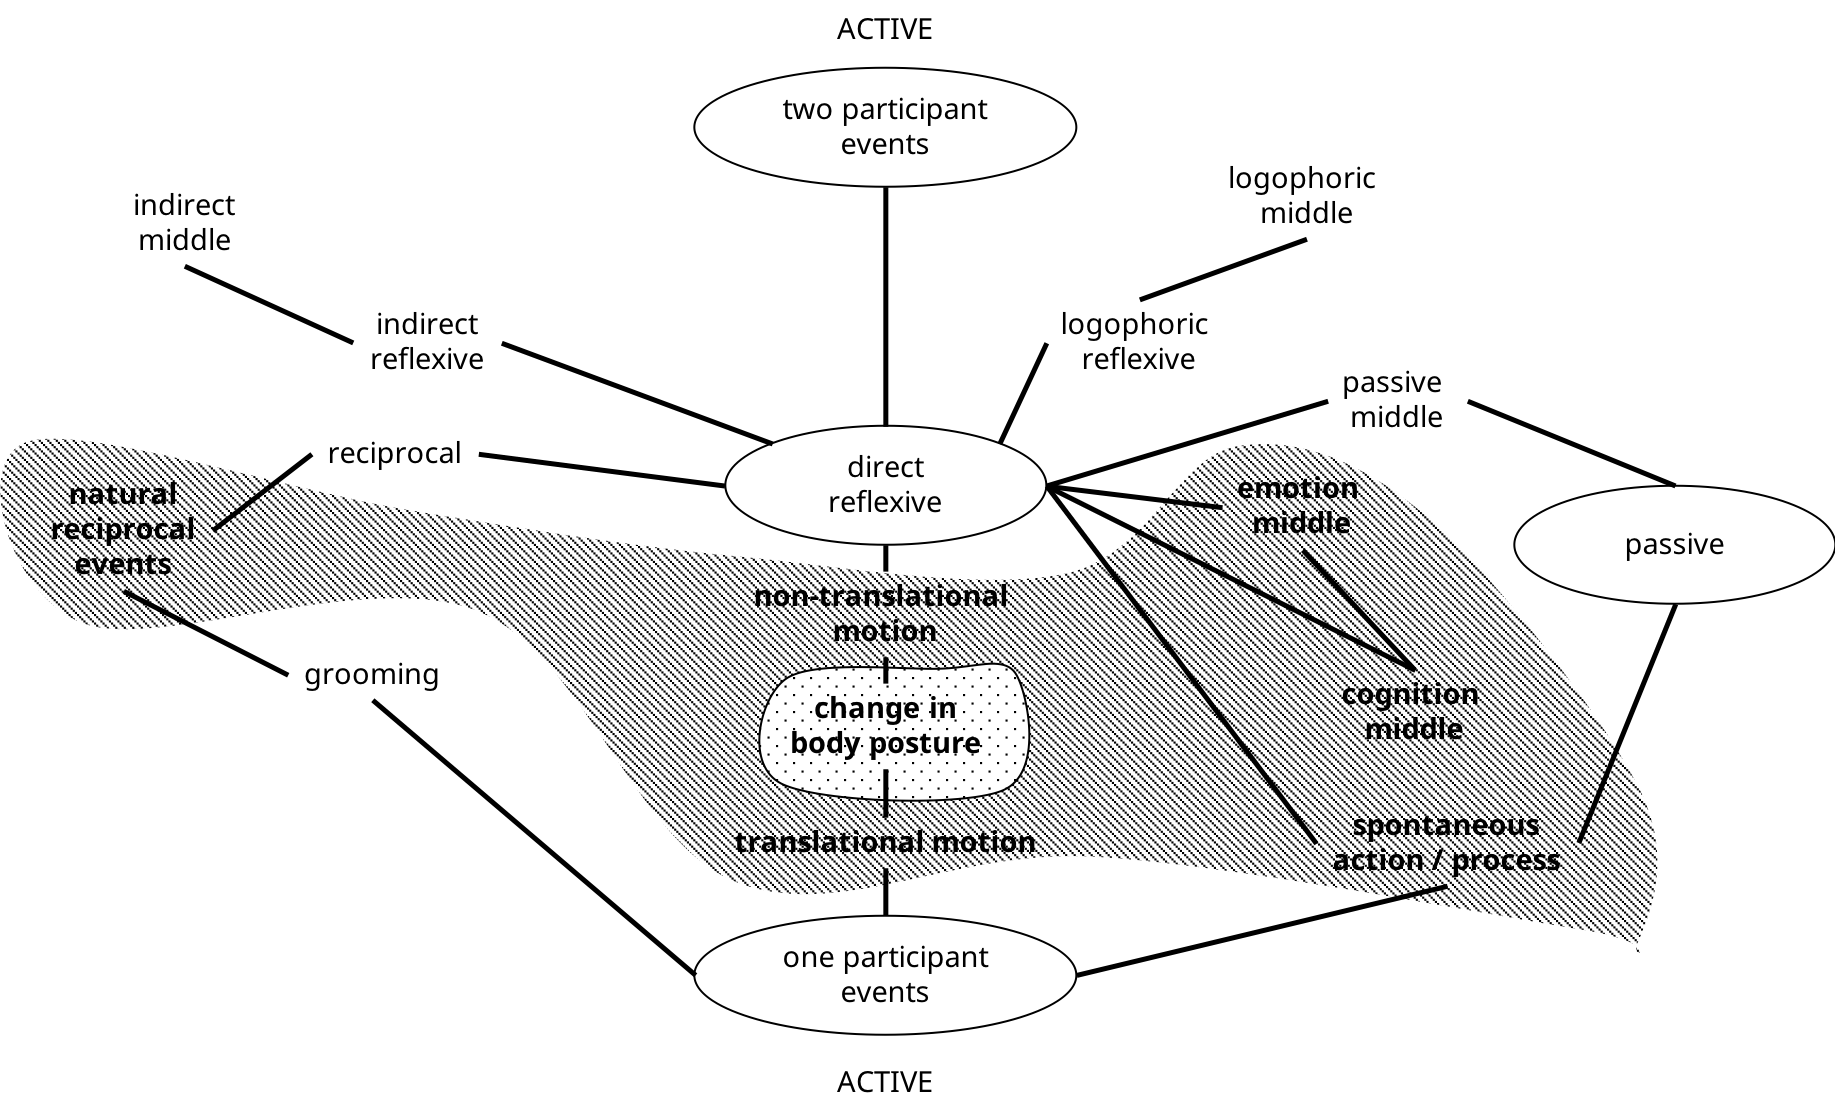 ACTIVE
two participant
events
logophoric
middle
indirect
middle
indirect
reflexive
logophoric
reflexive
passive
middle
reciprocal
direct
reflexive
natural
reciprocal
events
emotion
middle
passive
non-translational
motion
grooming
change in
body posture
cognition
middle
translational motion
spontaneous
action / process
one participant
events
ACTIVE